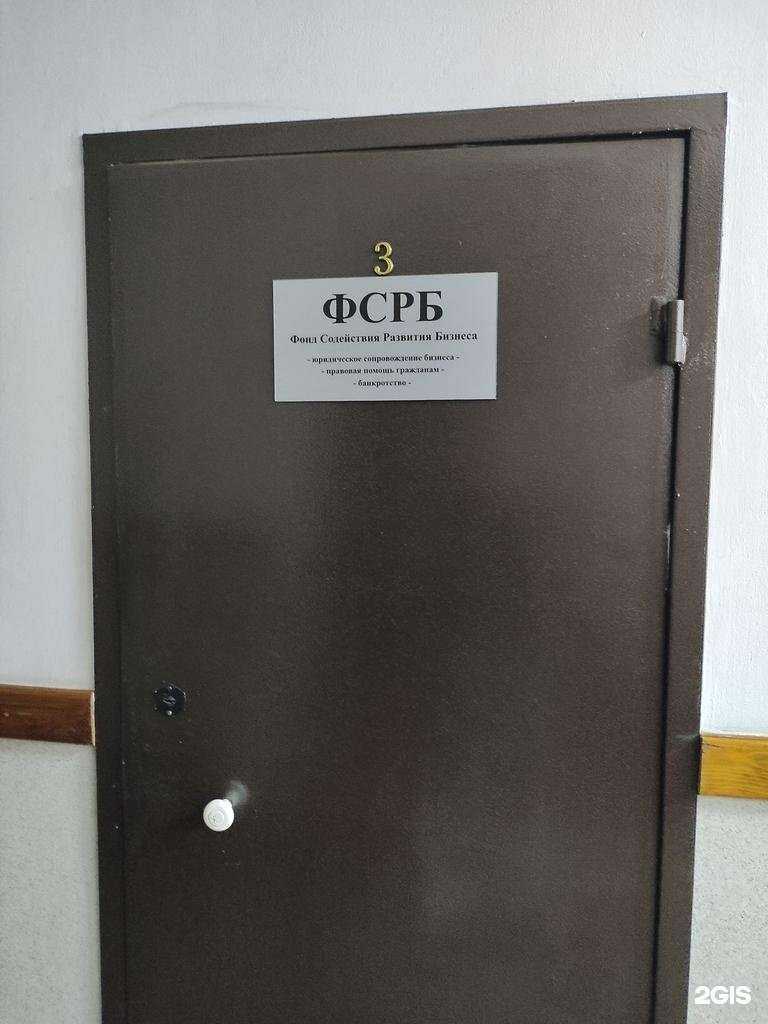 3
ФСРБ
Фонд Содействия Развития Бизнеса
- юридическое сопровождение бизнеса -
- правовая помощь гражданам -
- банкротство -
2GIS